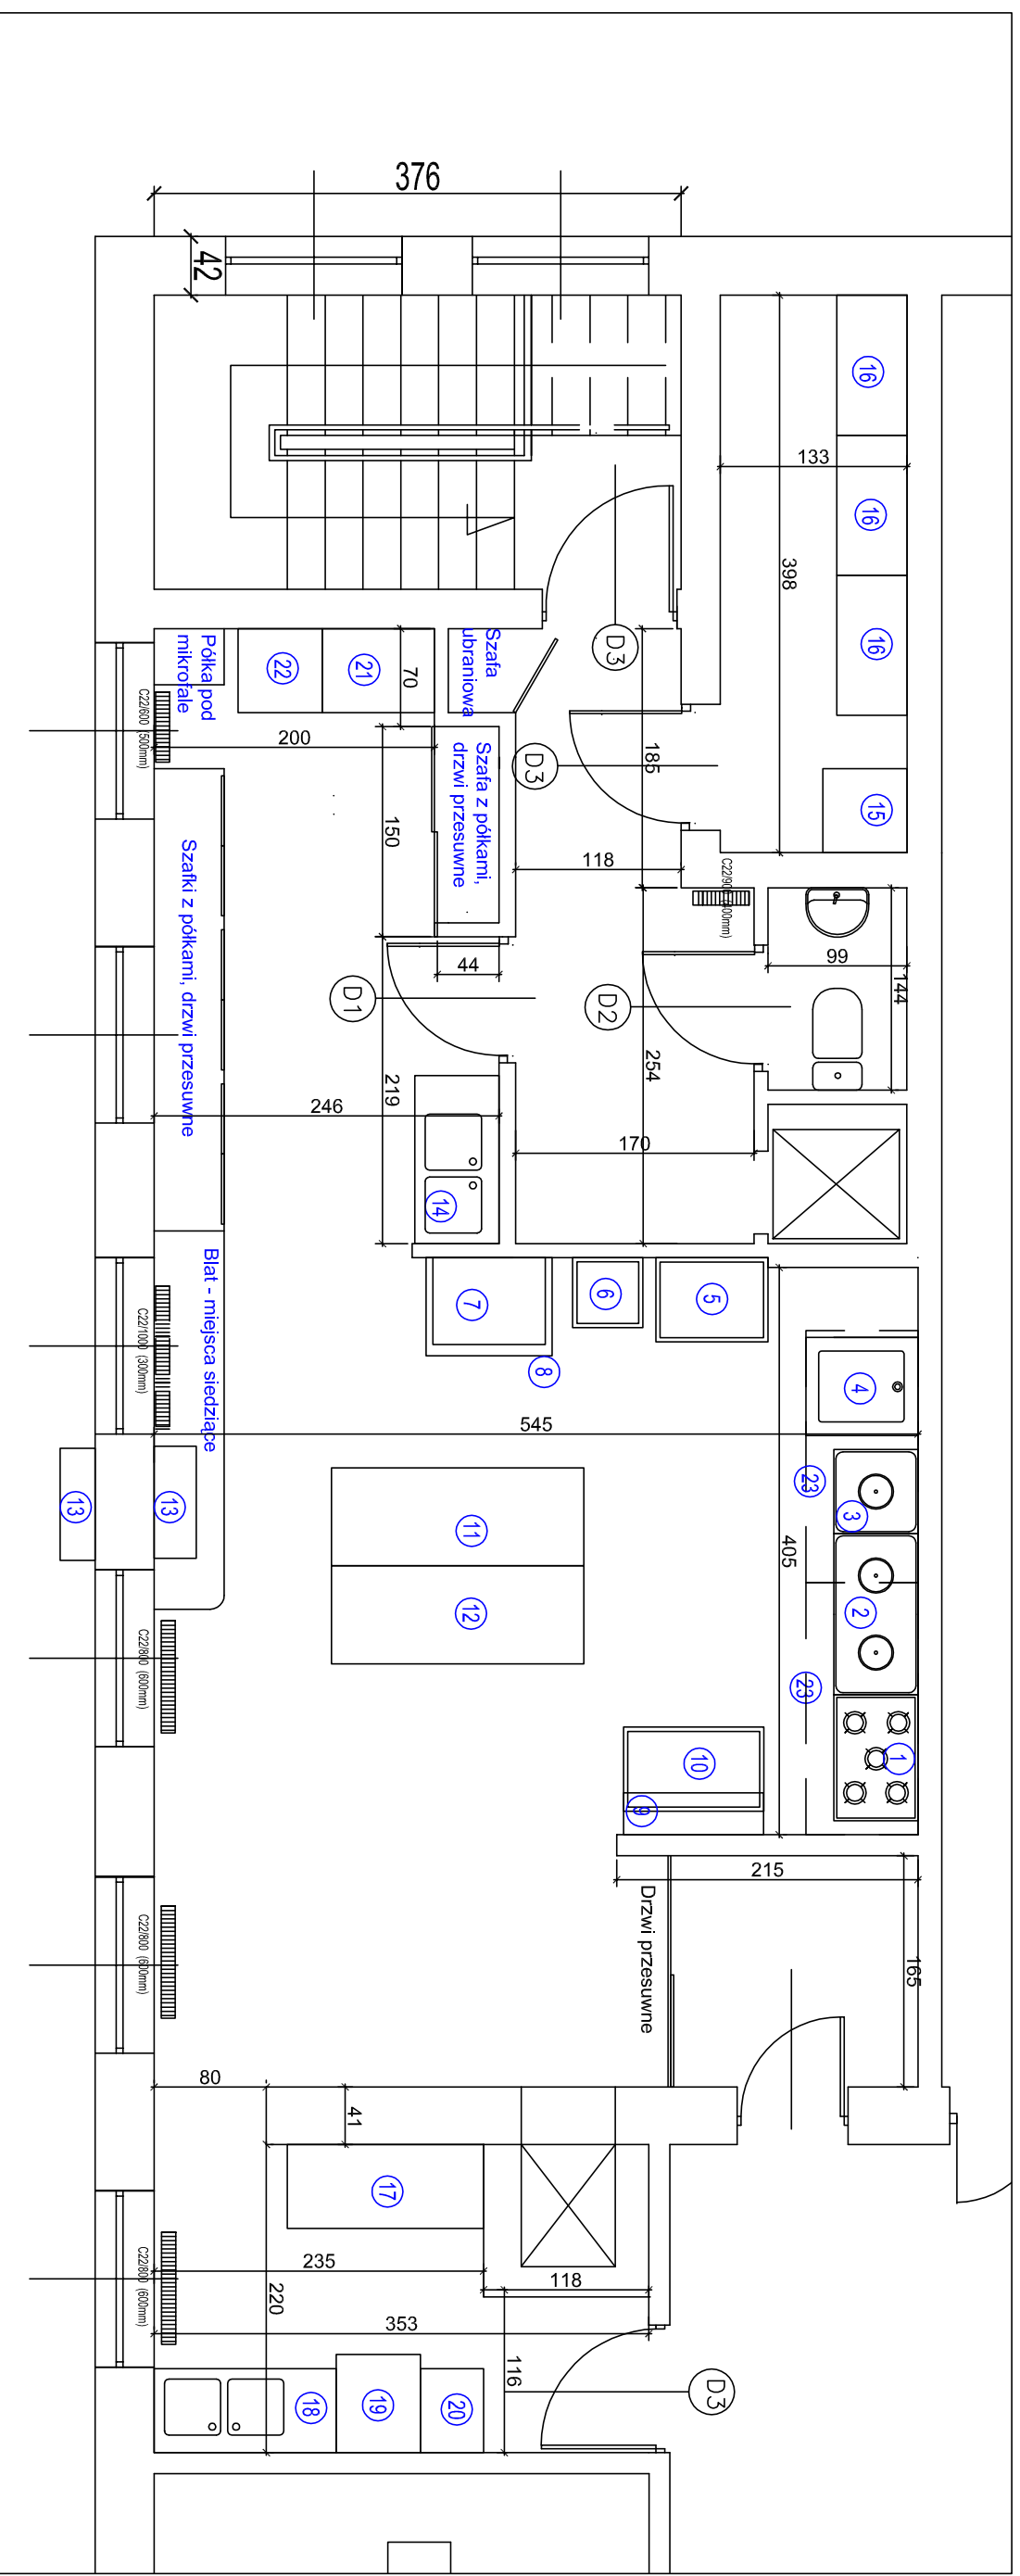 376
42
16
133
16
398
16
D3
Szafa
ubraniowa
Półka pod
mikrofale
22
21
70
C22/600 (500mm)
200
D3
185
15
Szafa z półkami,
drzwi przesuwne
150
118
C22/900 (400mm)
Szafki z półkami, drzwi przesuwne
44
99
144
D1
D2
219
254
246
170
14
Blat - miejsca siedzące
7
6
5
8
C22/1000 (300mm)
4
545
13
13
23
3
11
12
405
2
C22/800 (600mm)
23
1
10
9
215
Drzwi przesuwne
165
C22/800 (600mm)
80
41
17
235
118
220
C22/800 (600mm)
353
116
D3
18
19
20